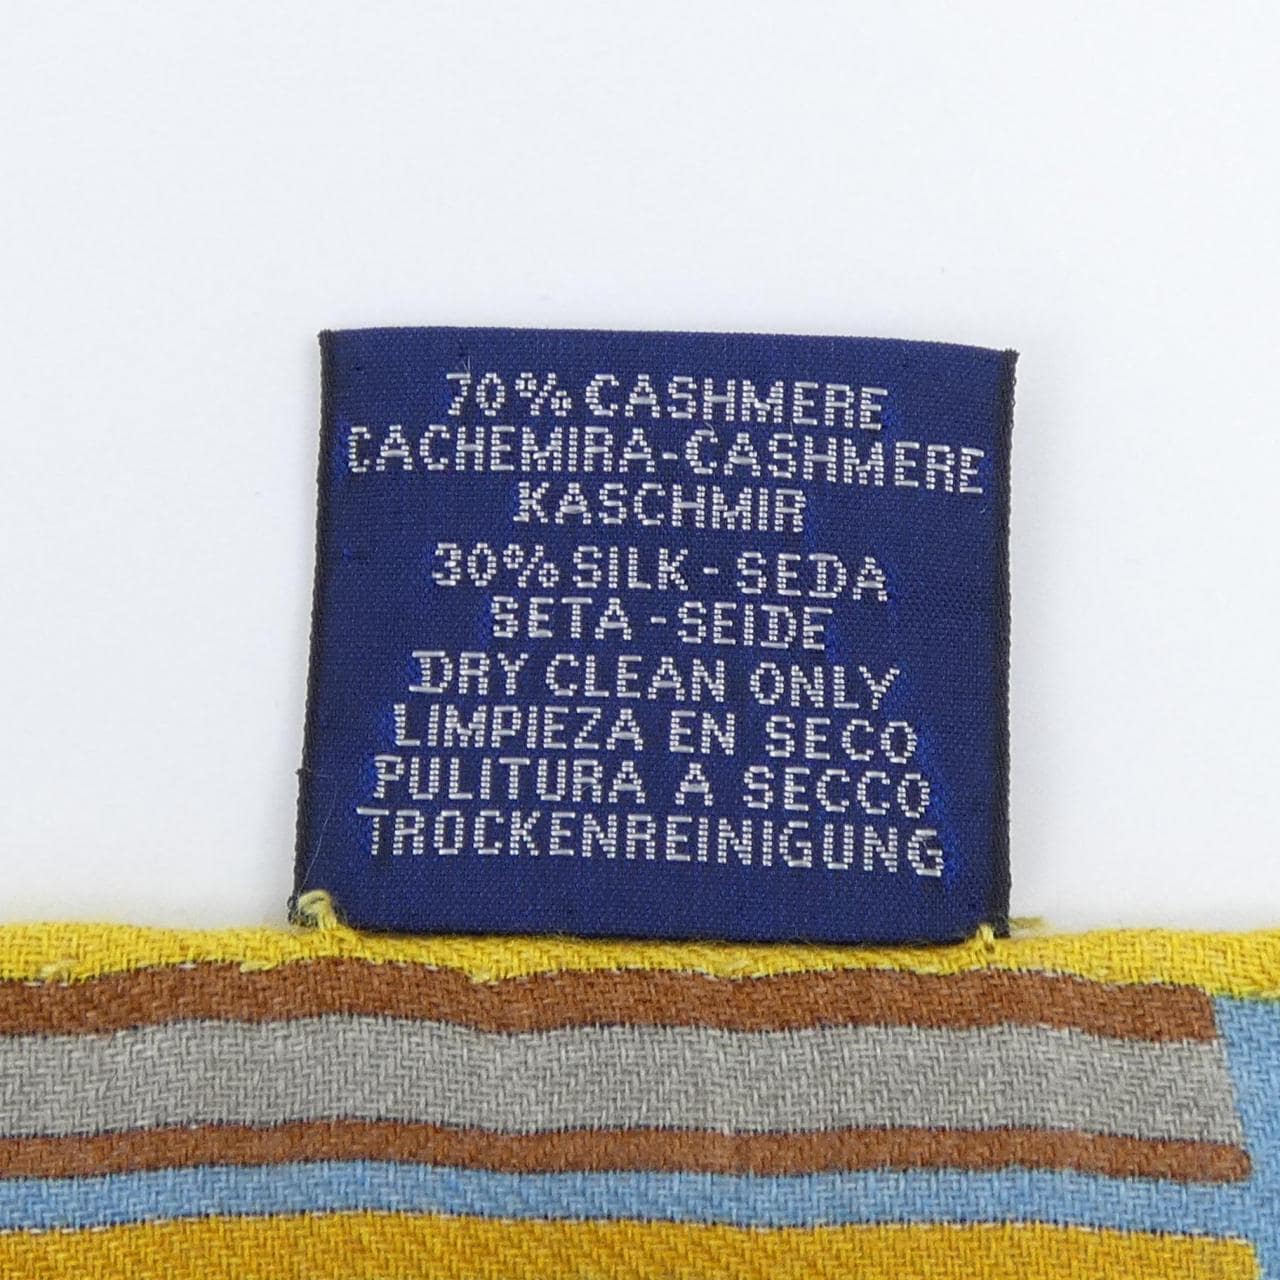 70% CASHMERE
CACHEMIRA-CASHMERE
KASCHMIR
30% SILK - SEDA
SETA - SEIDE
DRY CLEAN ONLY
LIMPIEZA EN SECO
PULITURA A SECCO
TROCKENREINIGUNG